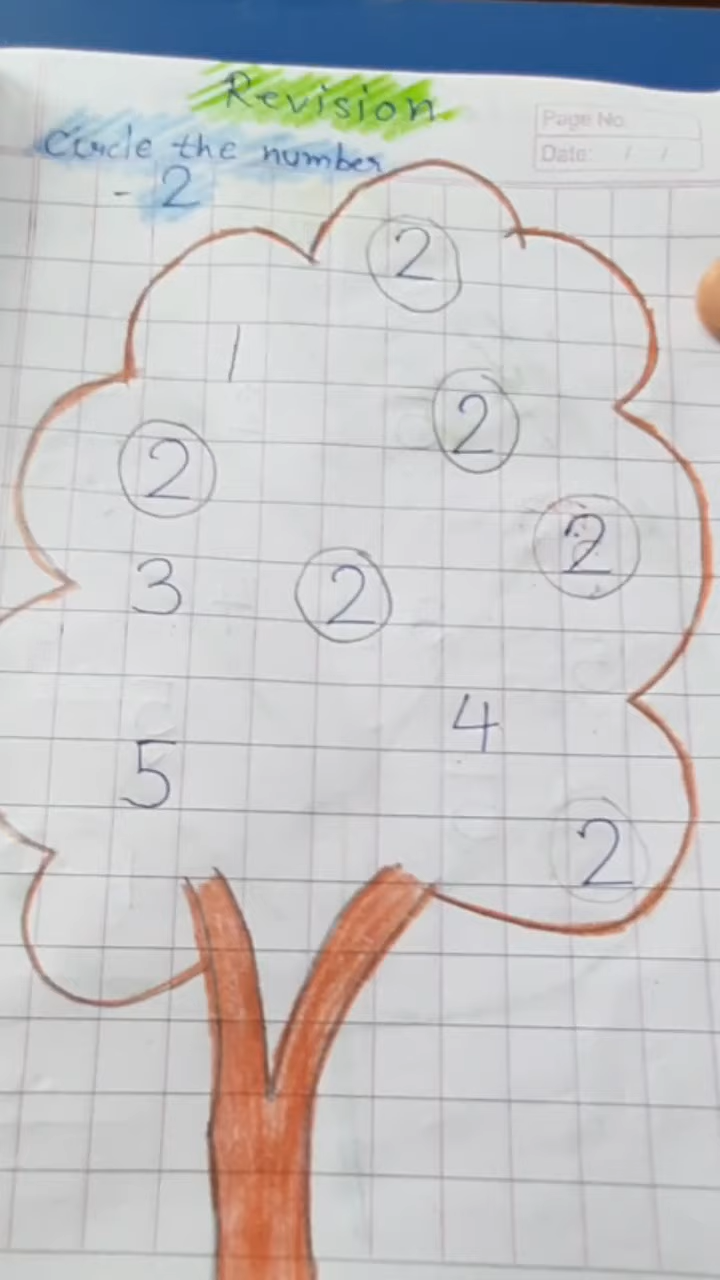 Revision
Page No.
Circle the number
Date: / /
- 2
2
1
2
2
2
3
2
4
5
2